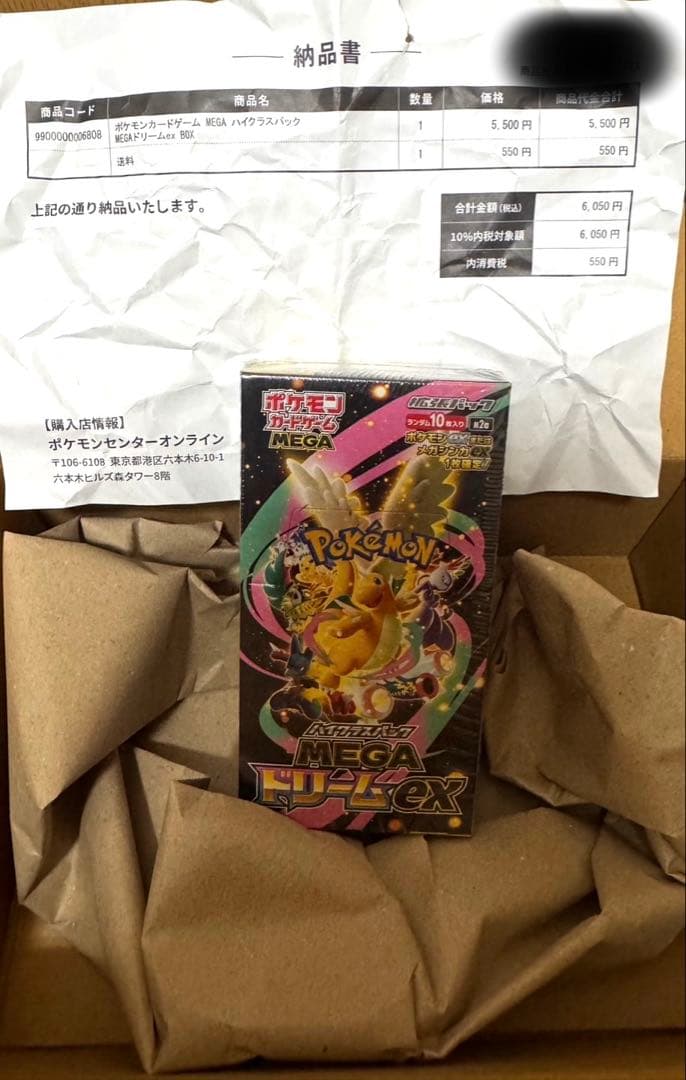 納品書
商品コード 商品名 数量 価格 商品代金合計
9900000006808 ポケモンカードゲーム MEGA ハイクラスパック 1 5,500 円 5,500 円
MEGAドリームex BOX
送料 1 550 円 550 円
上記の通り納品いたします。
合計金額(税込) 6,050 円
10%内税対象額 6,050 円
内消費税 550 円
【購入店情報】
ポケモンセンターオンライン
〒106-6108 東京都港区六本木6-10-1
六本木ヒルズ森タワー8階
ポケモン
カードゲーム
MEGA
拡張パック
ランダム10枚入り
ポケモンexまたは
メガシンカex
1枚確定!
POKéMON
ハイクラスパック
MEGA
ドリームex